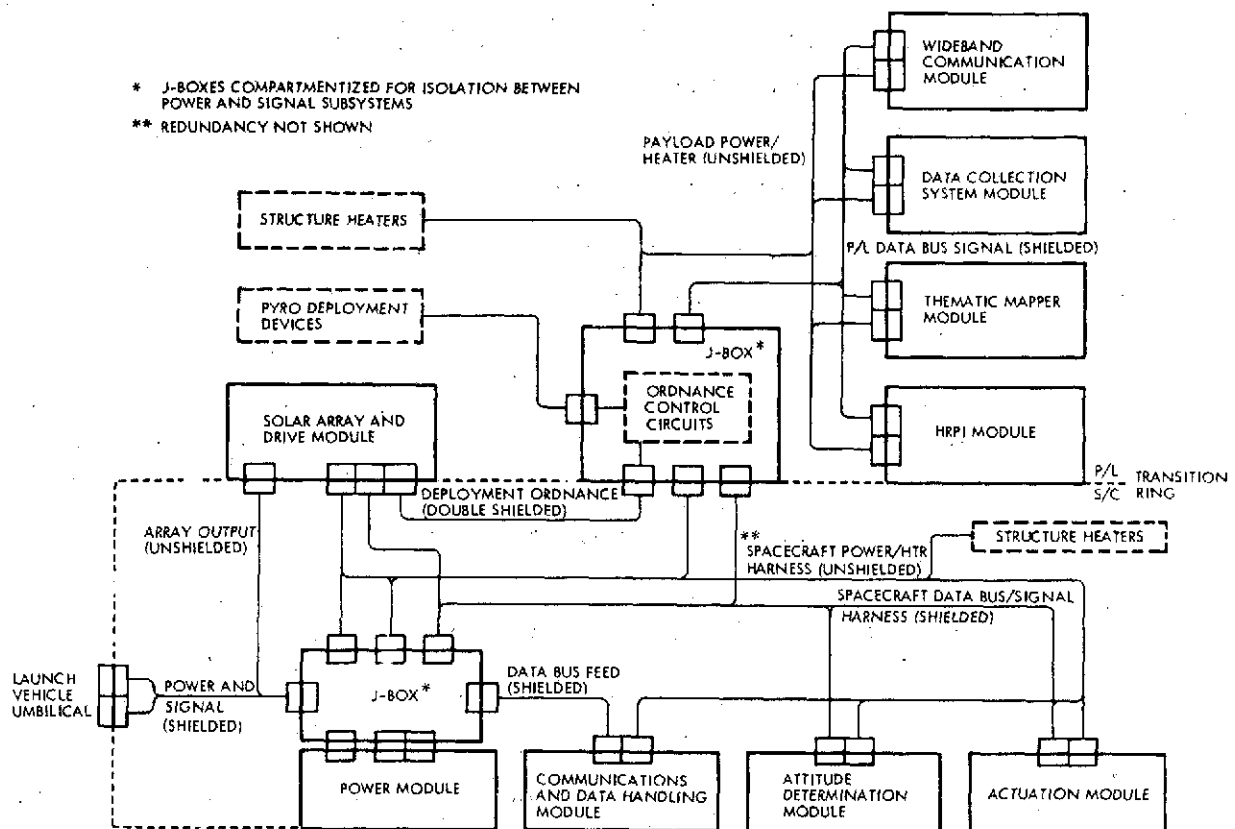 * J-BOXES COMPARTMENTIZED FOR ISOLATION BETWEEN
POWER AND SIGNAL SUBSYSTEMS
** REDUNDANCY NOT SHOWN
WIDEBAND
COMMUNICATION
MODULE
PAYLOAD POWER/
HEATER (UNSHIELDED)
DATA COLLECTION
SYSTEM MODULE
STRUCTURE HEATERS
P/L DATA BUS SIGNAL (SHIELDED)
PYRO DEPLOYMENT
DEVICES
THEMATIC MAPPER
MODULE
J-BOX*
ORDNANCE
CONTROL
CIRCUITS
SOLAR ARRAY AND
DRIVE MODULE
HRPI MODULE
P/L
S/C
TRANSITION
RING
DEPLOYMENT ORDNANCE
(DOUBLE SHIELDED)
ARRAY OUTPUT
(UNSHIELDED)
**
SPACECRAFT POWER/HTR
HARNESS (UNSHIELDED)
STRUCTURE HEATERS
SPACECRAFT DATA BUS/SIGNAL
HARNESS (SHIELDED)
LAUNCH
VEHICLE
UMBILICAL
POWER AND
SIGNAL
(SHIELDED)
J-BOX*
DATA BUS FEED
(SHIELDED)
POWER MODULE
COMMUNICATIONS
AND DATA HANDLING
MODULE
ATTITUDE
DETERMINATION
MODULE
ACTUATION MODULE